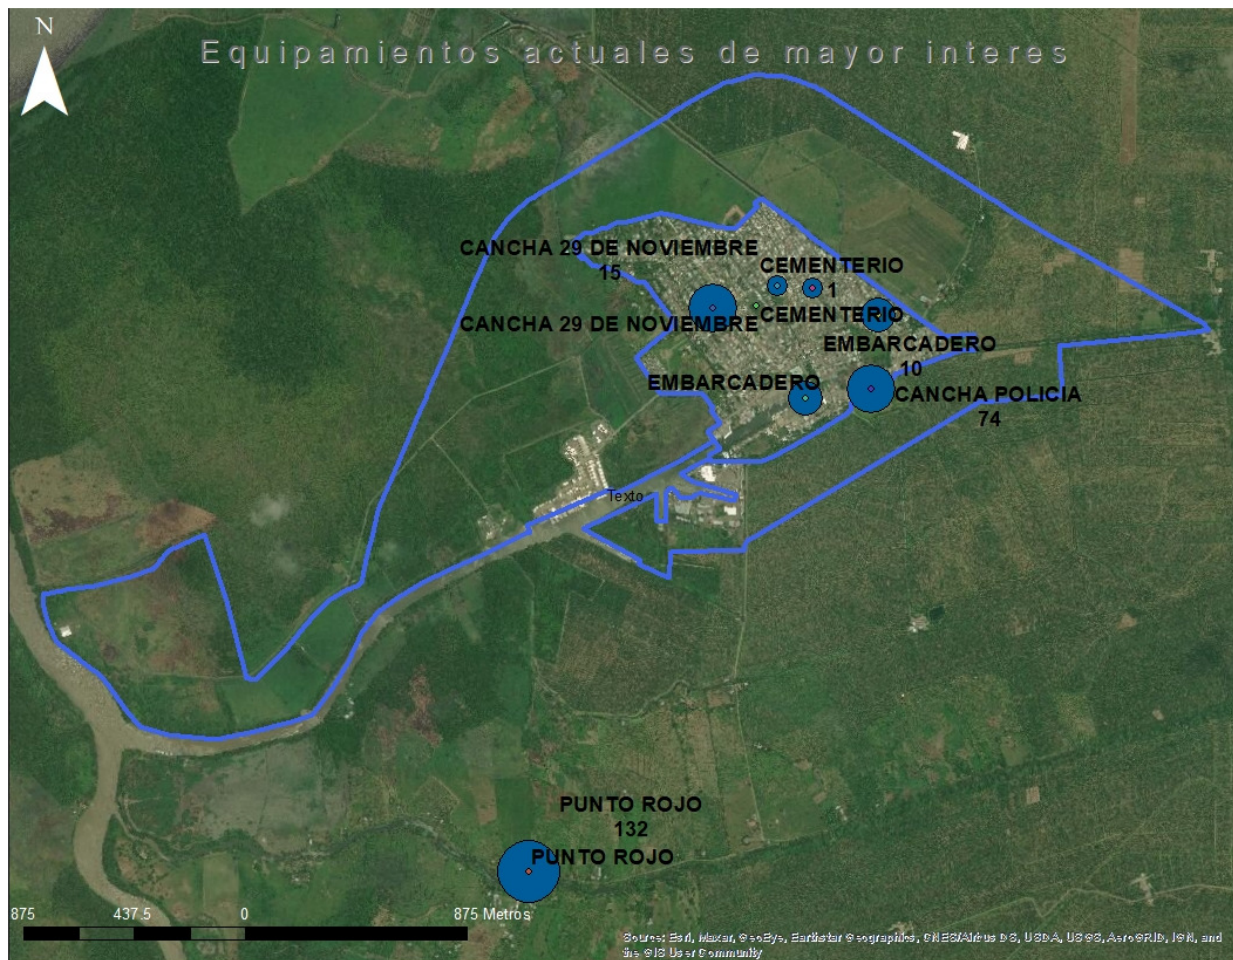 N
Equipamientos actuales de mayor interes
CANCHA 29 DE NOVIEMBRE
15
CEMENTERIO
1
CANCHA 29 DE NOVIEMBRE
CEMENTERIO
EMBARCADERO
10
EMBARCADERO
CANCHA POLICIA
74
Texto
PUNTO ROJO
132
PUNTO ROJO
875 437.5 0 875 Metros
Source: Esri, Maxar, GeoEye, Earthstar Geographics, CNES/Airbus DS, USDA, USGS, AeroGRID, IGN, and
the GIS User Community